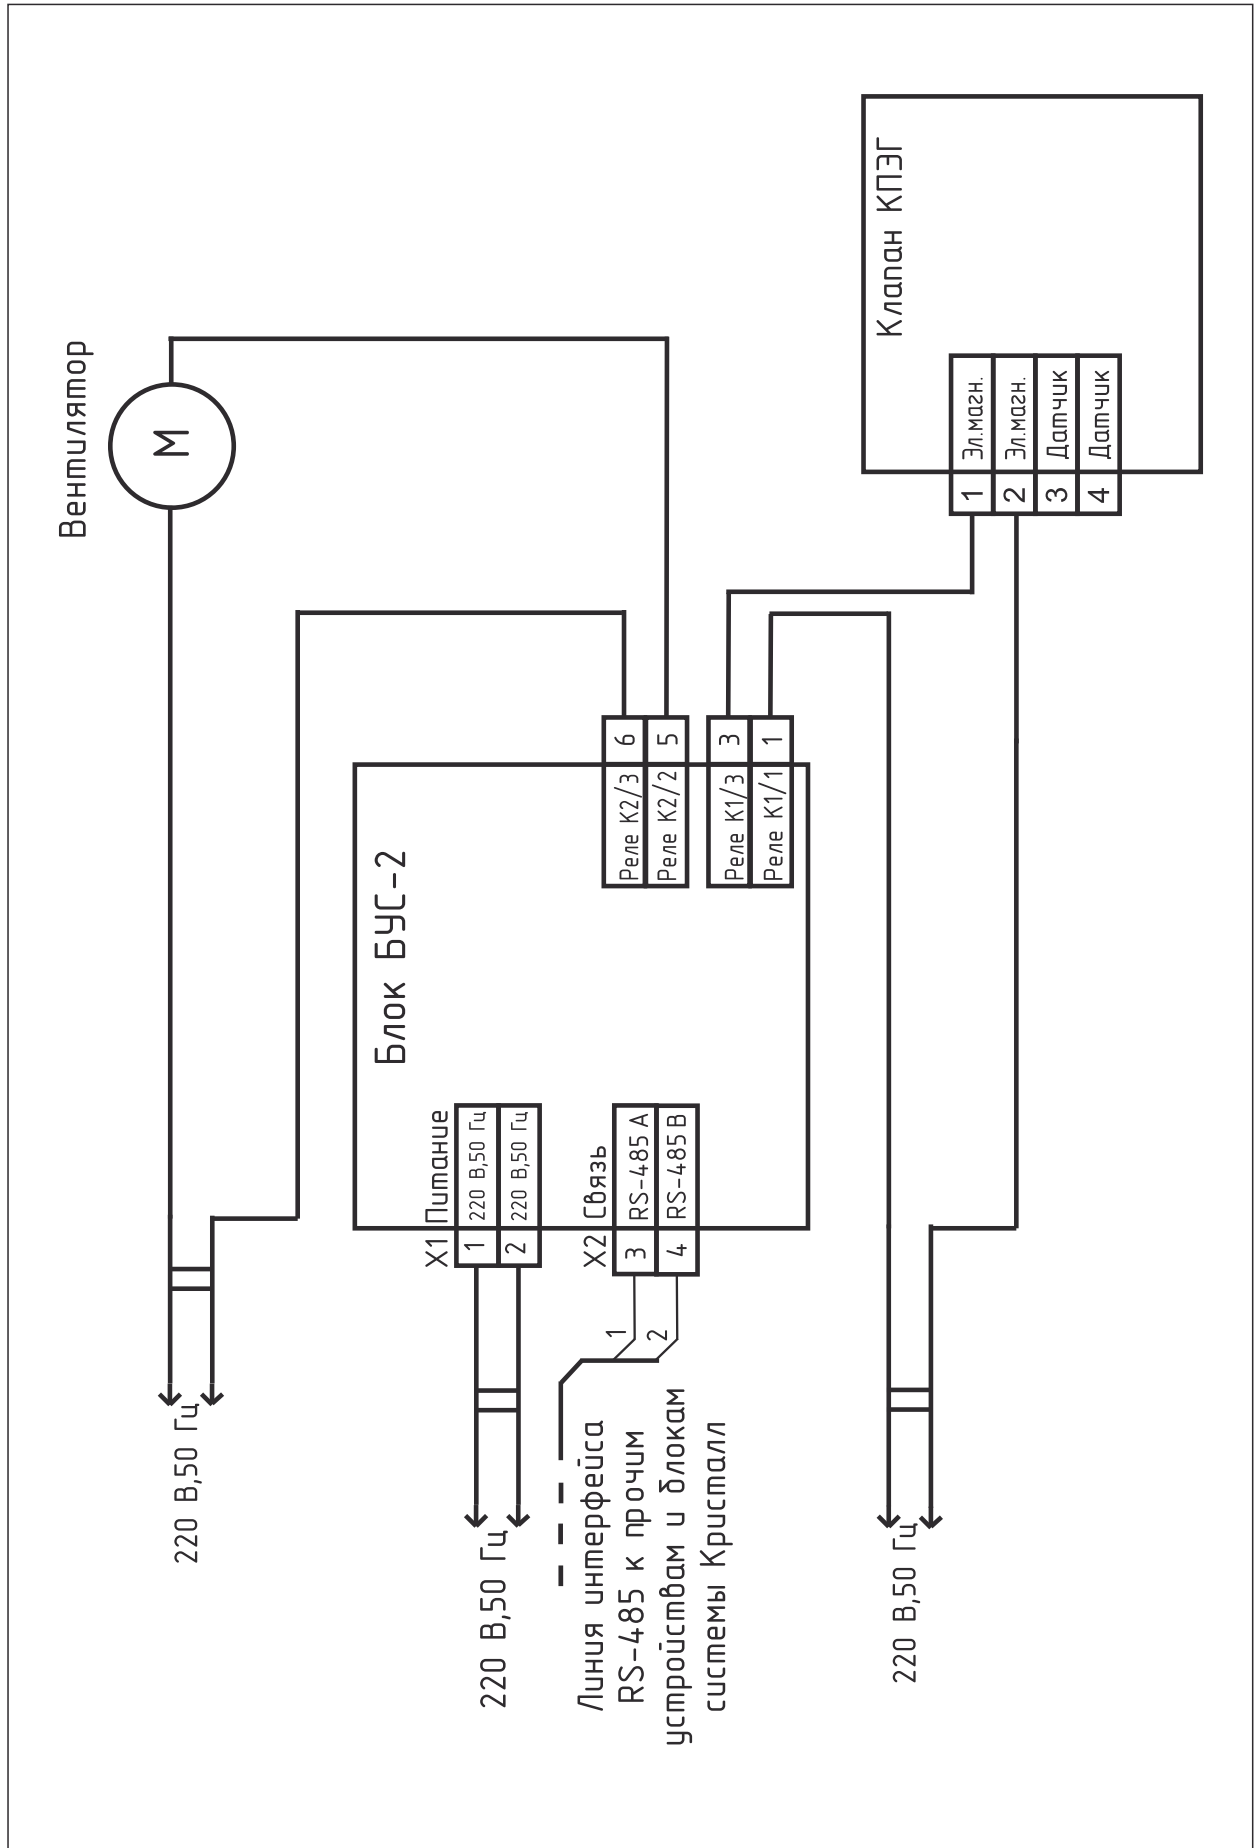 Вентилятор
М
220 В,50 Гц
Блок БУС-2
Х1 Питание
1
220 В,50 Гц
2
220 В,50 Гц
220 В,50 Гц
Х2 Связь
3
RS-485 А
4
RS-485 В
1
2
Линия интерфейса
RS-485 к прочим
устройствам и блокам
системы Кристалл
Реле К2/3
6
Реле К2/2
5
Реле К1/3
3
Реле К1/1
1
Клапан КПЭГ
1
Эл.магн.
2
Эл.магн.
3
Датчик
4
Датчик
220 В,50 Гц